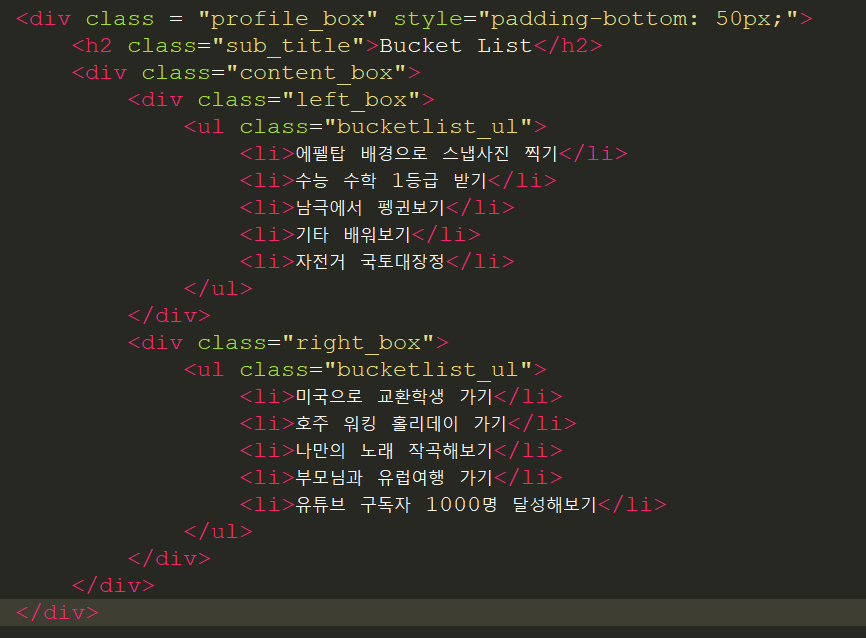 <div class = "profile_box" style="padding-bottom: 50px;">
    <h2 class="sub_title">Bucket List</h2>
    <div class="content_box">
        <div class="left_box">
            <ul class="bucketlist_ul">
                <li>에펠탑 배경으로 스냅사진 찍기</li>
                <li>수능 수학 1등급 받기</li>
                <li>남극에서 펭귄보기</li>
                <li>기타 배워보기</li>
                <li>자전거 국토대장정</li>
            </ul>
        </div>
        <div class="right_box">
            <ul class="bucketlist_ul">
                <li>미국으로 교환학생 가기</li>
                <li>호주 워킹 홀리데이 가기</li>
                <li>나만의 노래 작곡해보기</li>
                <li>부모님과 유럽여행 가기</li>
                <li>유튜브 구독자 1000명 달성해보기</li>
            </ul>
        </div>
    </div>
</div>